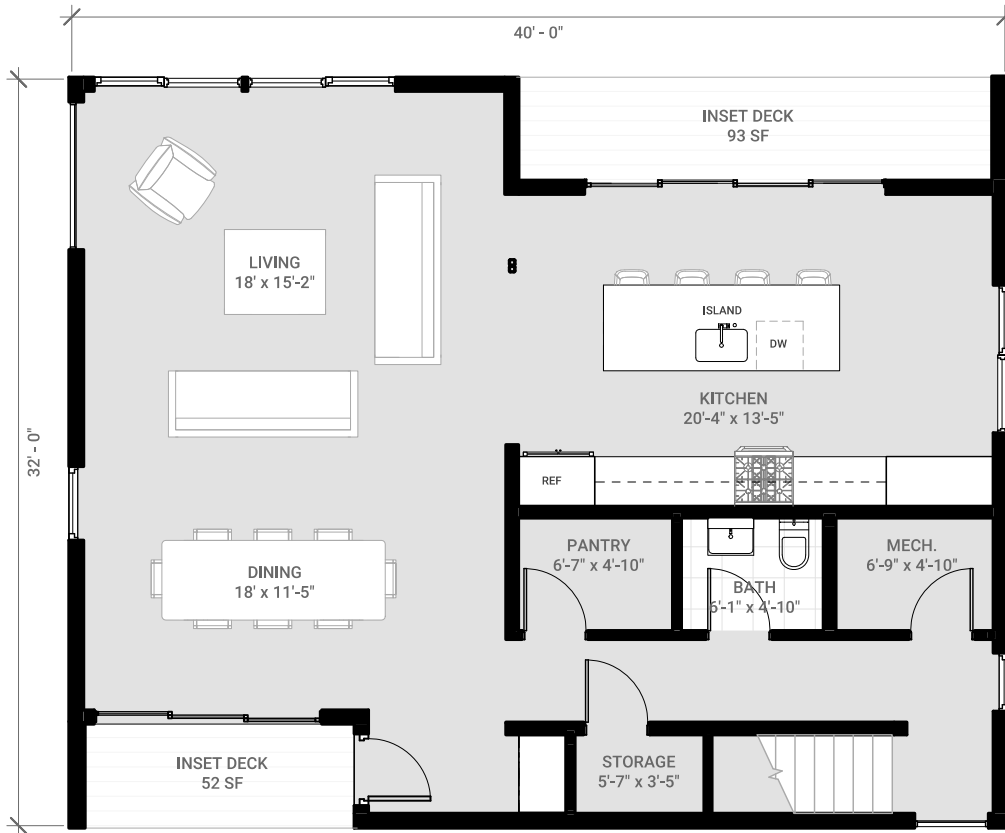 40' - 0"
INSET DECK
93 SF
LIVING
18' x 15'-2"
ISLAND
DW
KITCHEN
20'-4" x 13'-5"
32' - 0"
REF
PANTRY
6'-7" x 4'-10"
BATH
6'-1" x 4'-10"
MECH.
6'-9" x 4'-10"
DINING
18' x 11'-5"
INSET DECK
52 SF
STORAGE
5'-7" x 3'-5"